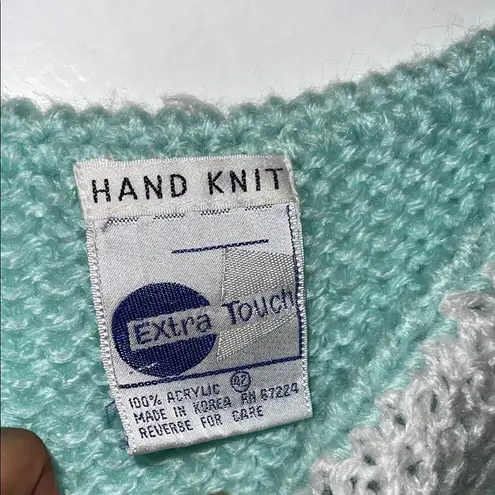 HAND KNIT
EXtra Touch
100% ACRYLIC 42
MADE IN KOREA RN 67224
REVERSE FOR CARE